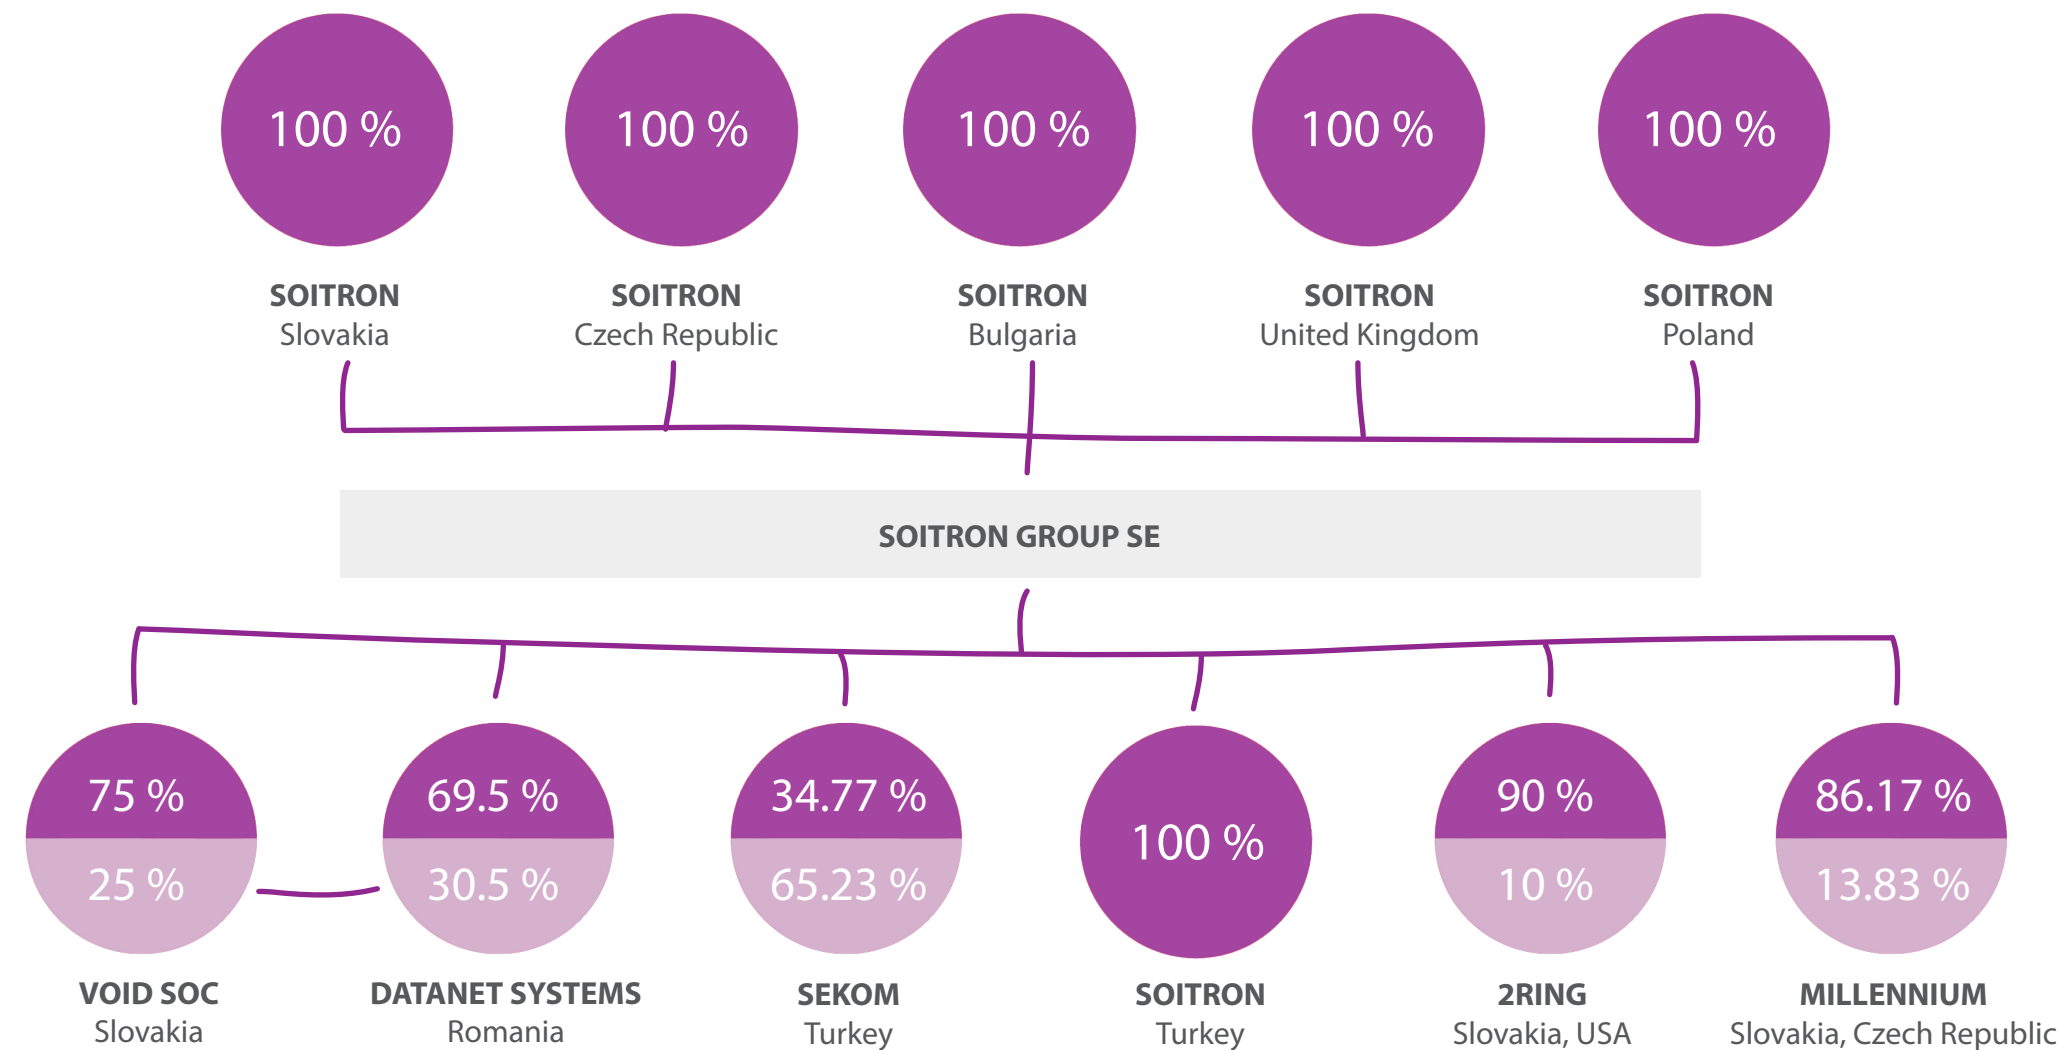 100 %
100 %
100 %
100 %
100 %
SOITRON
Slovakia
SOITRON
Czech Republic
SOITRON
Bulgaria
SOITRON
United Kingdom
SOITRON
Poland
SOITRON GROUP SE
75 %
25 %
69.5 %
30.5 %
34.77 %
65.23 %
100 %
90 %
10 %
86.17 %
13.83 %
VOID SOC
Slovakia
DATANET SYSTEMS
Romania
SEKOM
Turkey
SOITRON
Turkey
2RING
Slovakia, USA
MILLENNIUM
Slovakia, Czech Republic